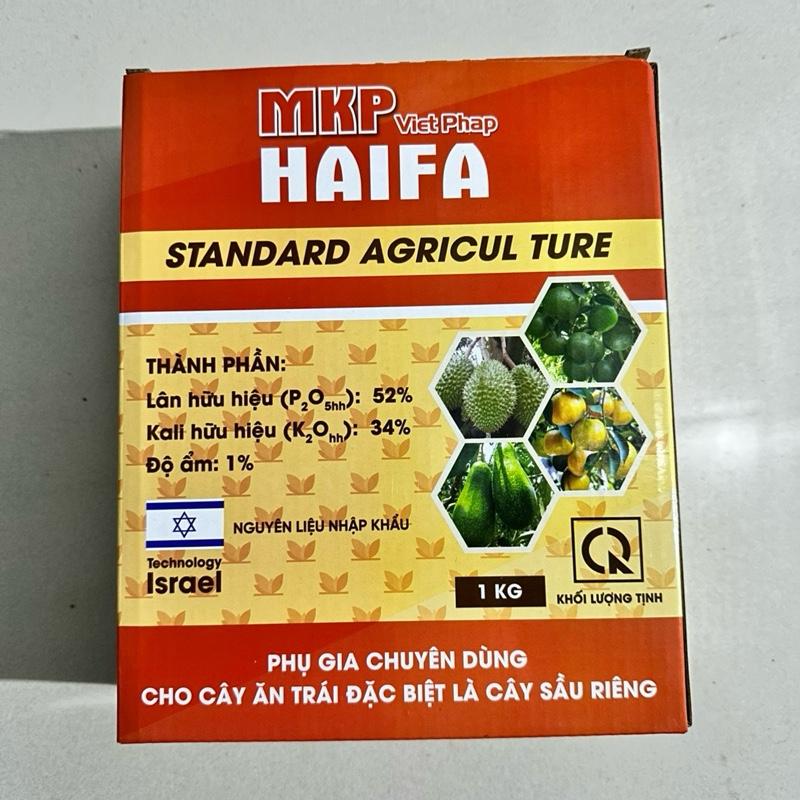 MKP Viet Phap
HAIFA
STANDARD AGRICUL TURE
THÀNH PHẦN:
Lân hữu hiệu (P₂O₅hh): 52%
Kali hữu hiệu (K₂Ohh): 34%
Độ ẩm: 1%
NGUYÊN LIỆU NHẬP KHẨU
Technology
Israel
1 KG
CR
KHỐI LƯỢNG TỊNH
PHỤ GIA CHUYÊN DÙNG
CHO CÂY ĂN TRÁI ĐẶC BIỆT LÀ CÂY SẦU RIÊNG